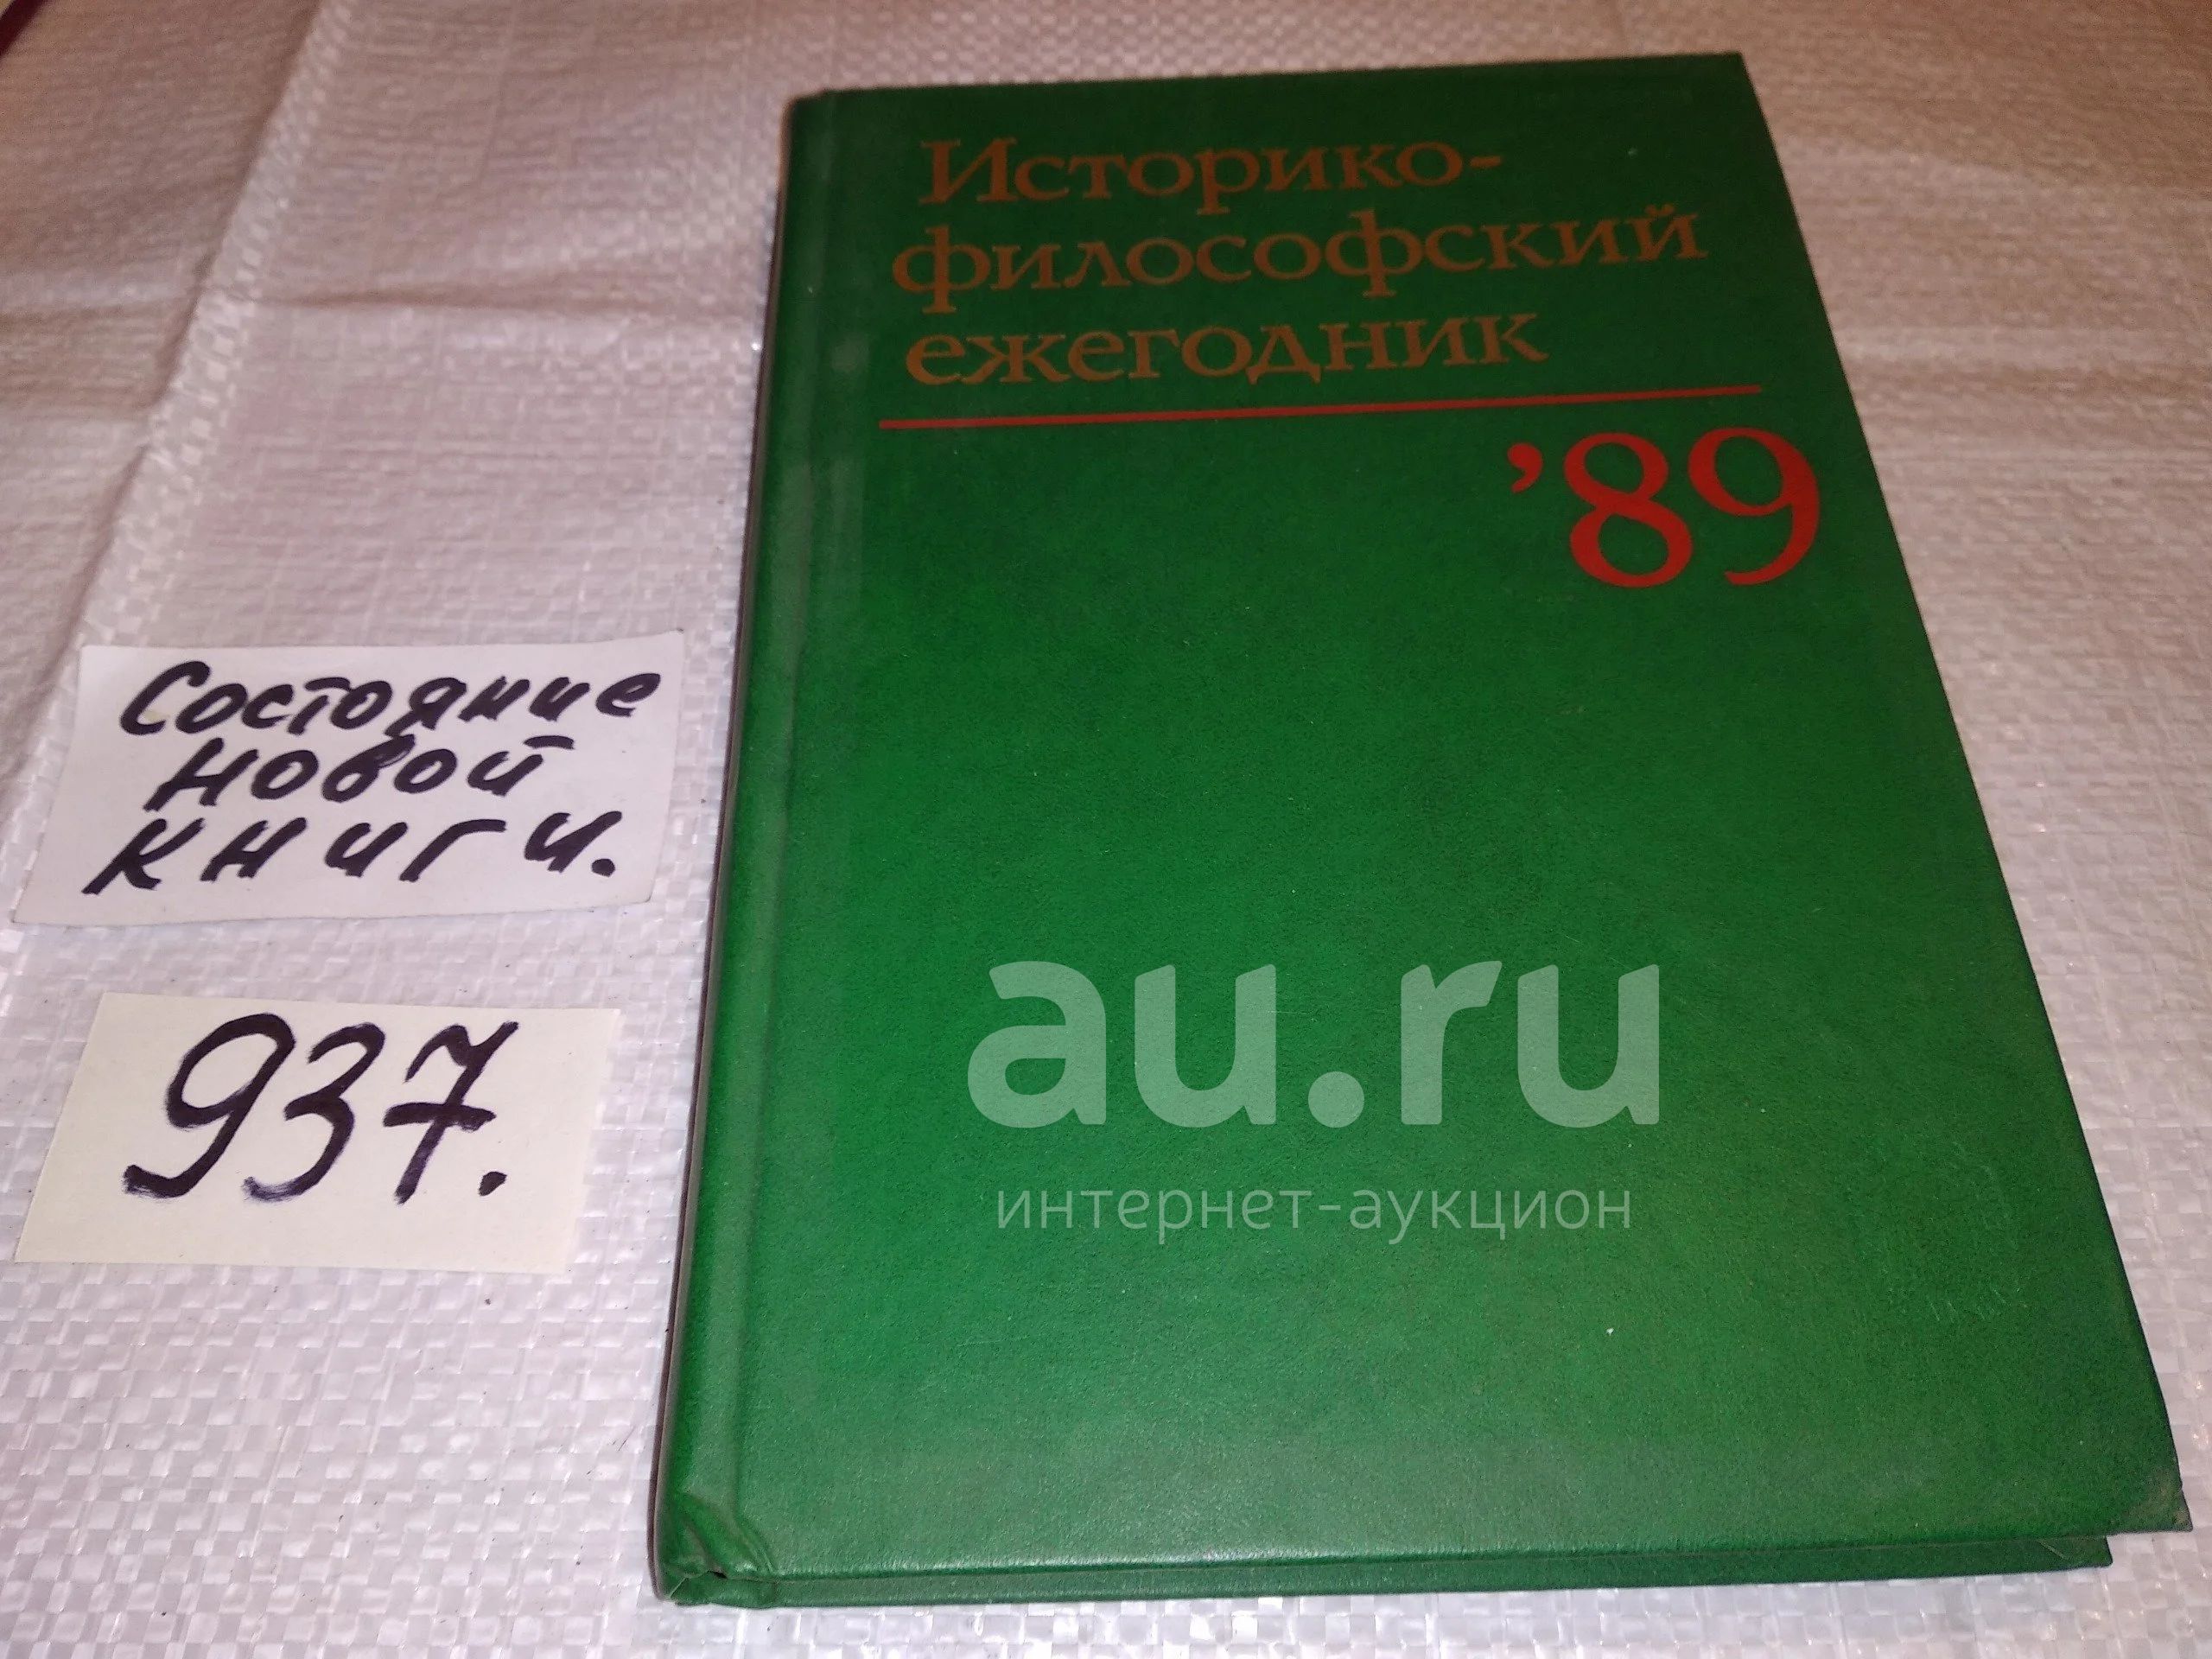 Историко-
философский
ежегодник
’89
Состояние
новой
книги.
937.
au.ru
интернет-аукцион